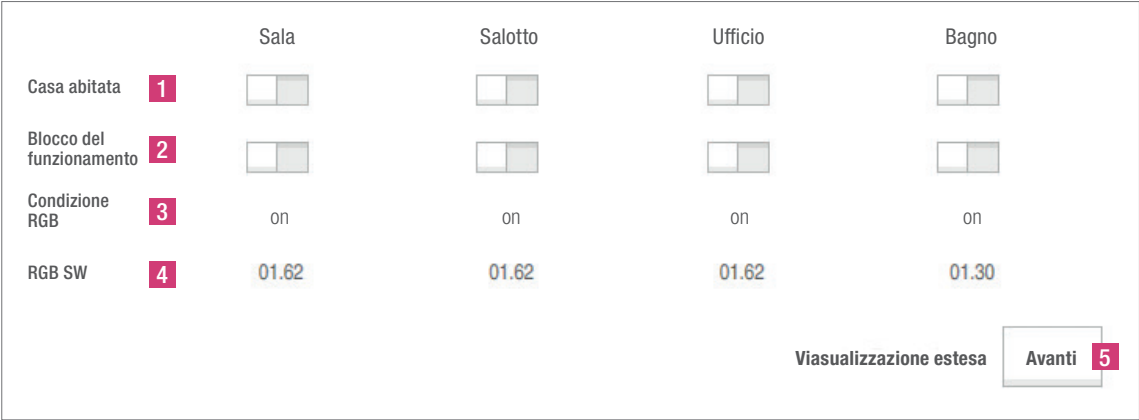 Sala Salotto Ufficio Bagno
Casa abitata 1
Blocco del
funzionamento 2
Condizione
RGB 3 on on on on
RGB SW 4 01.62 01.62 01.62 01.30
Viasualizzazione estesa Avanti 5